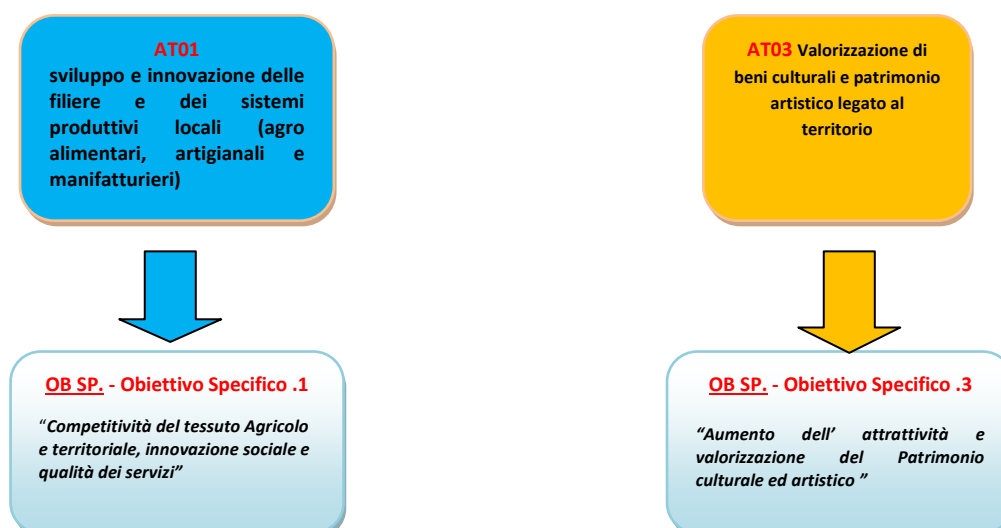 AT01
sviluppo e innovazione delle
filiere e dei sistemi
produttivi locali (agro
alimentari, artigianali e
manifatturieri)
AT03 Valorizzazione di
beni culturali e patrimonio
artistico legato al
territorio
OB SP. - Obiettivo Specifico .1
“Competitività del tessuto Agricolo
e territoriale, innovazione sociale e
qualità dei servizi”
OB SP. - Obiettivo Specifico .3
“Aumento dell’ attrattività e
valorizzazione del Patrimonio
culturale ed artistico ”